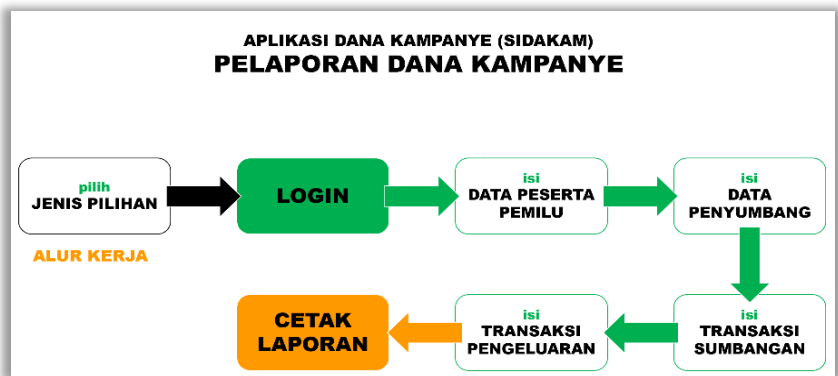 APLIKASI DANA KAMPANYE (SIDAKAM)
PELAPORAN DANA KAMPANYE
pilih
JENIS PILIHAN
LOGIN
isi
DATA PESERTA
PEMILU
isi
DATA
PENYUMBANG
ALUR KERJA
isi
TRANSAKSI
SUMBANGAN
isi
TRANSAKSI
PENGELUARAN
CETAK
LAPORAN